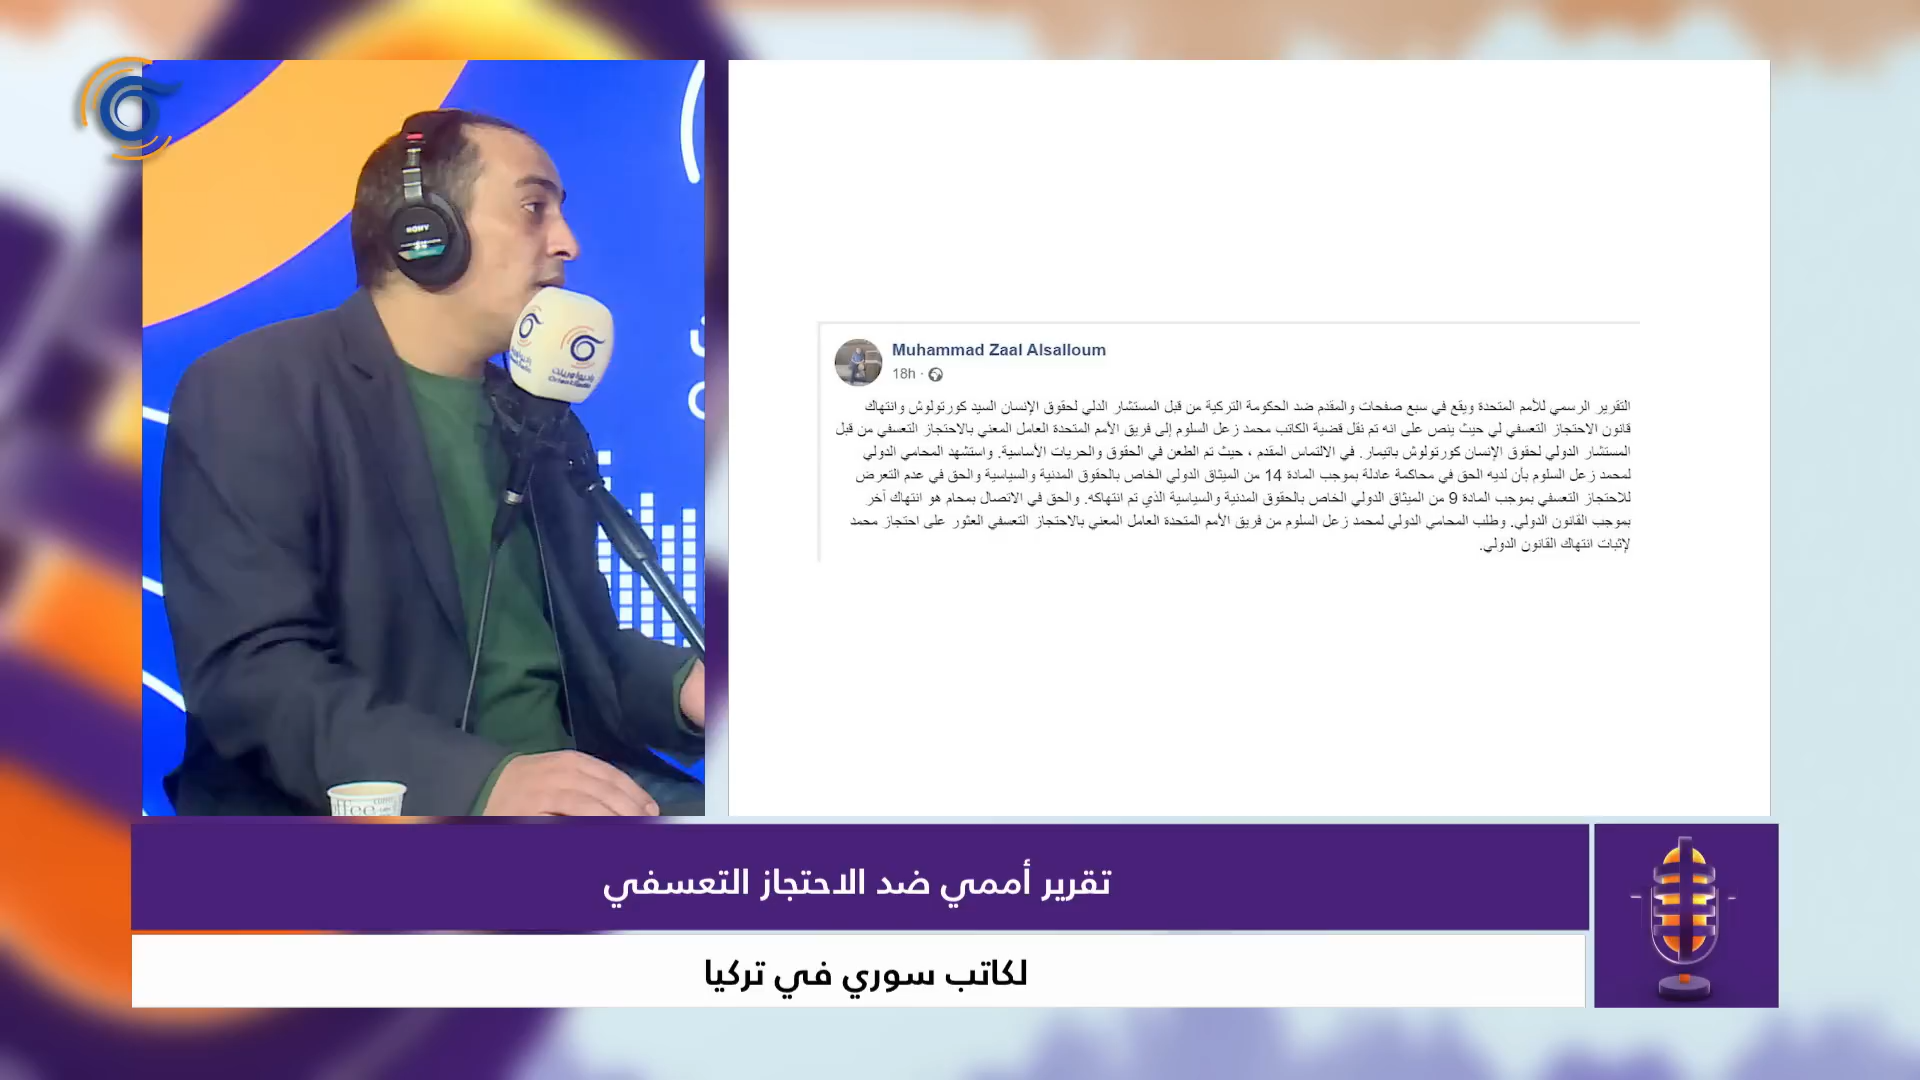 SONY
راديو أورينت
Muhammad Zaal Alsalloum
18h ·
التقرير الرسمي للأمم المتحدة ويقع في سبع صفحات والمقدم ضد الحكومة التركية من قبل المستشار الدلي لحقوق الإنسان السيد كورتولوش وانتهاك
قانون الاحتجاز التعسفي لي حيث ينص على انه تم نقل قضية الكاتب محمد زعل السلوم إلى فريق الأمم المتحدة العامل المعني بالاحتجاز التعسفي من قبل
المستشار الدولي لحقوق الإنسان كورتولوش باتيمار. في الالتماس المقدم ، حيث تم الطعن في الحقوق والحريات الأساسية. واستشهد المحامي الدولي
لمحمد زعل السلوم بأن لديه الحق في محاكمة عادلة بموجب المادة 14 من الميثاق الدولي الخاص بالحقوق المدنية والسياسية والحق في عدم التعرض
للاحتجاز التعسفي بموجب المادة 9 من الميثاق الدولي الخاص بالحقوق المدنية والسياسية الذي تم انتهاكه. والحق في الاتصال بمحام هو انتهاك آخر
بموجب القانون الدولي. وطلب المحامي الدولي لمحمد زعل السلوم من فريق الأمم المتحدة العامل المعني بالاحتجاز التعسفي العثور على احتجاز محمد
لإثبات انتهاك القانون الدولي.
تقرير أممي ضد الاحتجاز التعسفي
لكاتب سوري في تركيا